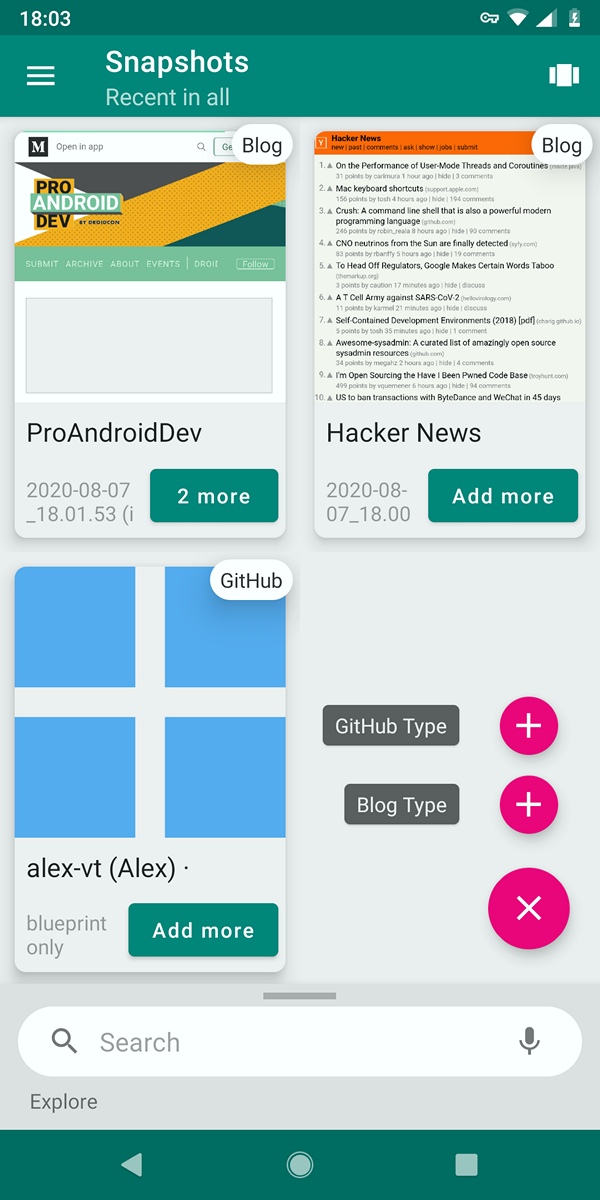 18:03
Snapshots
Recent in all
Blog
M Open in app
PRO
ANDROID
DEV BY DROIDCON
SUBMIT ARCHIVE ABOUT EVENTS
Follow
ProAndroidDev
2020-08-07
_18.01.53 (i
2 more
Blog
Y Hacker News
new | past | comments | ask | show | jobs | submit
1. On the Performance of User-Mode Threads and Coroutines (inside.java)
31 points by carimura 1 hour ago | hide | 3 comments
2. Mac keyboard shortcuts (support.apple.com)
156 points by tosh 4 hours ago | hide | 194 comments
3. Crush: A command line shell that is also a powerful modern
programming language (github.com)
246 points by robin_reala 8 hours ago | hide | 90 comments
4. CNO neutrinos from the Sun are finally detected (syfy.com)
83 points by rbanffy 5 hours ago | hide | 19 comments
5. To Head Off Regulators, Google Makes Certain Words Taboo
(themarkup.org)
3 points by caution 17 minutes ago | hide | discuss
6. A T Cell Army against SARS-CoV-2 (hellovirology.com)
11 points by karmel 21 minutes ago | hide | discuss
7. Self-Contained Development Environments (2018) [pdf] (charig.github.io)
5 points by tosh 35 minutes ago | hide | 1 comment
8. Awesome-sysadmin: A curated list of amazingly open source
sysadmin resources (github.com)
34 points by megahz 2 hours ago | hide | 4 comments
9. I'm Open Sourcing the Have I Been Pwned Code Base (troyhunt.com)
499 points by vquemener 6 hours ago | hide | 94 comments
10. US to ban transactions with ByteDance and WeChat in 45 days
Hacker News
2020-08-
07_18.00
Add more
GitHub
alex-vt (Alex) ·
blueprint
only
Add more
GitHub Type
Blog Type
Search
Explore